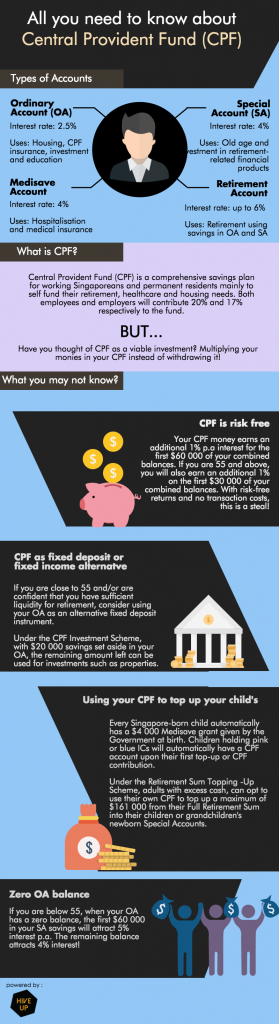 All you need to know about
Central Provident Fund (CPF)
Types of Accounts
Ordinary
Account (OA)
Interest rate: 2.5%
Uses: Housing, CPF
insurance, investment
and education
Special
Account (SA)
Interest rate: 4%
Uses: Old age and
vestment in retirement-
related financial
products
Medisave
Account
Interest rate: 4%
Uses: Hospitalisation
and medical insurance
Retirement
Account
Interest rate: up to 6%
Uses: Retirement using
savings in OA and SA
What is CPF?
Central Provident Fund (CPF) is a comprehensive savings plan
for working Singaporeans and permanent residents mainly to
self fund their retirement, healthcare and housing needs. Both
employees and employers will contribute 20% and 17%
respectively to the fund.
BUT...
Have you thought of CPF as a viable investment? Multiplying your
monies in your CPF instead of withdrawing it!
What you may not know?
CPF is risk free
Your CPF money earns an
additional 1% p.a interest for the
first $60 000 of your combined
balances. If you are 55 and above,
you will also earn an additional 1%
on the first $30 000 of your
combined balances. With risk-free
returns and no transaction costs,
this is a steal!
CPF as fixed deposit or
fixed income alternatve
If you are close to 55 and/or are
confident that you have sufficient
liquidity for retirement, consider using
your OA as an alternative fixed deposit
instrument.
Under the CPF Investment Scheme,
with $20 000 savings set aside in your
OA, the remaining amount left can be
used for investments such as properties.
Using your CPF to top up your child's
Every Singapore-born child automatically
has a $4 000 Medisave grant given by the
Government at birth. Children holding pink
or blue ICs will automatically have a CPF
account upon their first top-up or CPF
contribution.
Under the Retirement Sum Topping -Up
Scheme, adults with excess cash, can opt to
use their own CPF to top up a maximum of
$161 000 from their Full Retirement Sum
into their children or grandchildren's
newborn Special Accounts.
Zero OA balance
If you are below 55, when your OA
has a zero balance, the first $60 000
in your SA savings will attract 5%
interest p.a. The remaining balance
attracts 4% interest!
powered by :
HIVE
UP